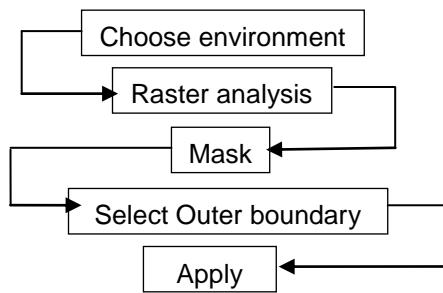 Choose environment
Raster analysis
Mask
Select Outer boundary
Apply